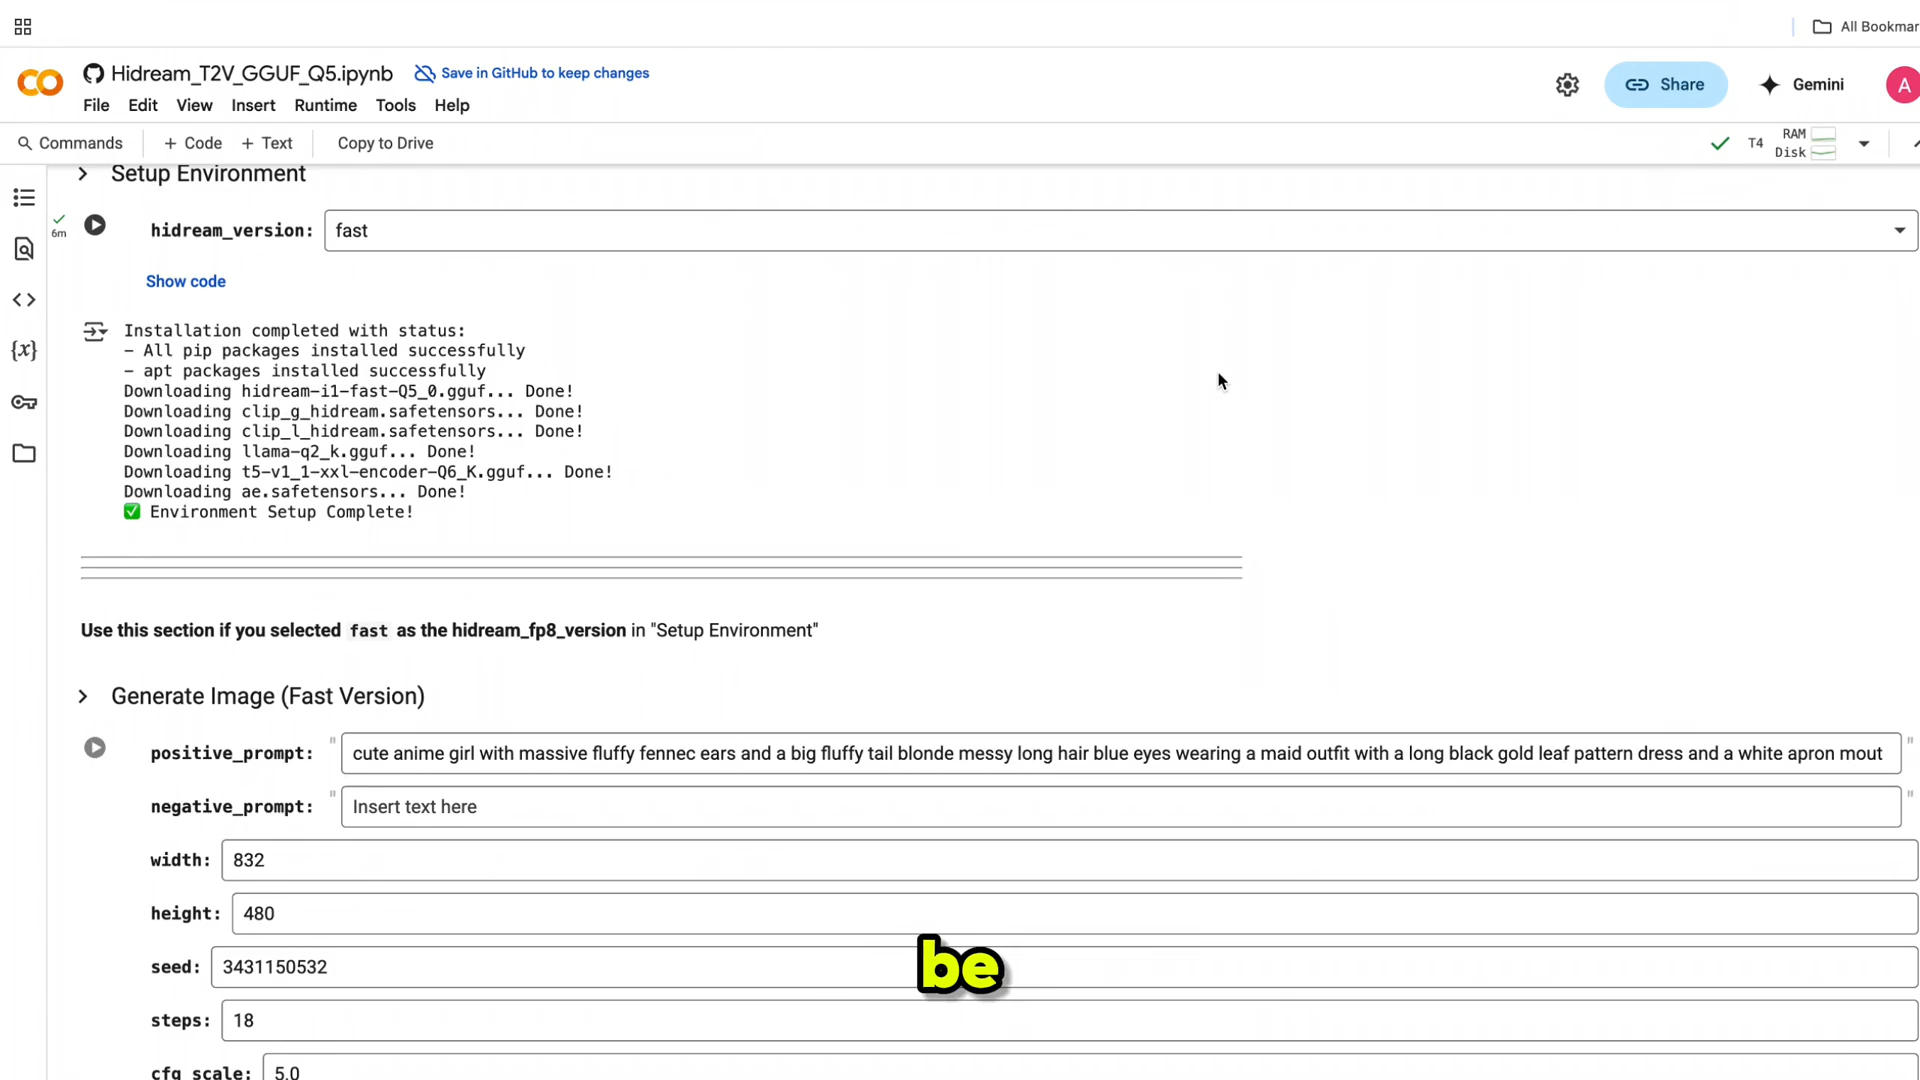 All Bookmar
Hidream_T2V_GGUF_Q5.ipynb
Save in GitHub to keep changes
File Edit View Insert Runtime Tools Help
Share
Gemini
A
Commands
+ Code + Text
Copy to Drive
T4
RAM
Disk
Setup Environment
6m
hidream_version: fast
Show code
Installation completed with status:
- All pip packages installed successfully
- apt packages installed successfully
Downloading hidream-i1-fast-Q5_0.gguf... Done!
Downloading clip_g_hidream.safetensors... Done!
Downloading clip_l_hidream.safetensors... Done!
Downloading llama-q2_k.gguf... Done!
Downloading t5-v1_1-xxl-encoder-Q6_K.gguf... Done!
Downloading ae.safetensors... Done!
✅ Environment Setup Complete!
Use this section if you selected fast as the hidream_fp8_version in "Setup Environment"
Generate Image (Fast Version)
positive_prompt: " cute anime girl with massive fluffy fennec ears and a big fluffy tail blonde messy long hair blue eyes wearing a maid outfit with a long black gold leaf pattern dress and a white apron mout "
negative_prompt: " Insert text here "
width: 832
height: 480
seed: 3431150532
be
steps: 18
cfg_scale: 5.0